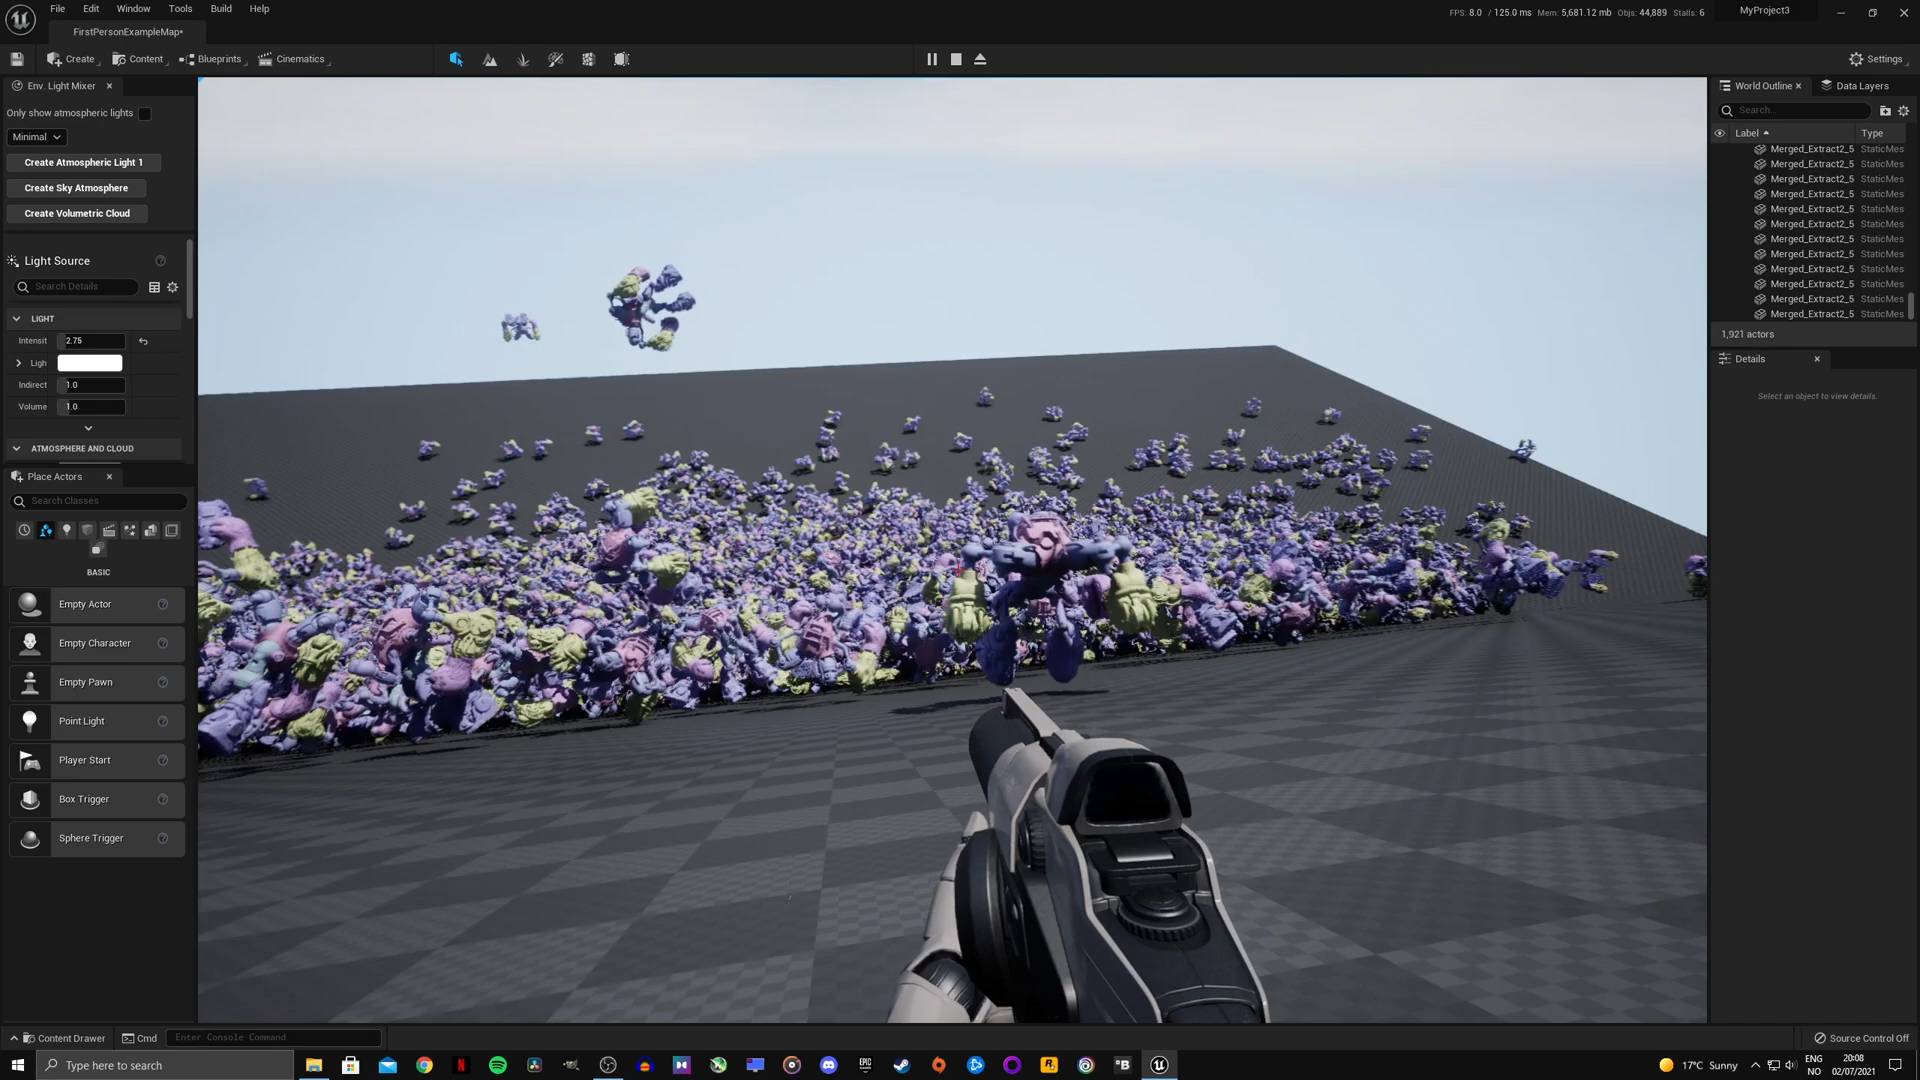 File Edit Window Tools Build Help
FPS: 8.0 / 125.0 ms Mem: 5,681.12 mb Objs: 44,889 Stalls: 6
MyProject3
FirstPersonExampleMap*
Create Content Blueprints Cinematics
Settings
Env. Light Mixer
World Outline Data Layers
Only show atmospheric lights
Search...
Minimal
Label Type
Create Atmospheric Light 1
Create Sky Atmosphere
Create Volumetric Cloud
Merged_Extract2_5 StaticMes
Merged_Extract2_5 StaticMes
Merged_Extract2_5 StaticMes
Merged_Extract2_5 StaticMes
Merged_Extract2_5 StaticMes
Merged_Extract2_5 StaticMes
Merged_Extract2_5 StaticMes
Merged_Extract2_5 StaticMes
Merged_Extract2_5 StaticMes
Merged_Extract2_5 StaticMes
Merged_Extract2_5 StaticMes
Merged_Extract2_5 StaticMes
1,921 actors
Details
Select an object to view details.
Light Source
Search Details
LIGHT
Intensit 2.75
Ligh
Indirect 1.0
Volume 1.0
ATMOSPHERE AND CLOUD
Place Actors
Search Classes
BASIC
Empty Actor
Empty Character
Empty Pawn
Point Light
Player Start
Box Trigger
Sphere Trigger
Content Drawer Cmd Enter Console Command
Source Control Off
Type here to search
EPIC
BB
17°C Sunny
ENG
NO
20:08
02/07/2021